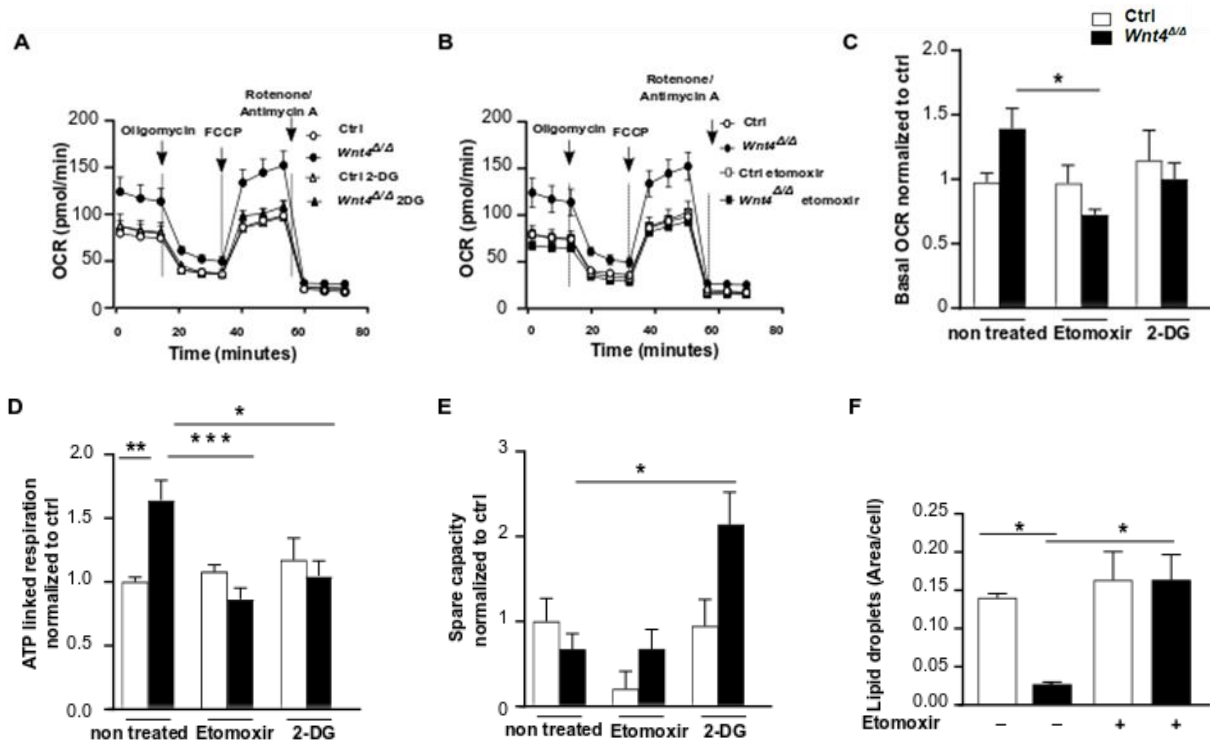 Ctrl
Wnt4Δ/Δ
A
Rotenone/
Antimycin A
Oligomycin
FCCP
Ctrl
Wnt4Δ/Δ
Ctrl 2-DG
Wnt4Δ/Δ 2DG
200
150
100
50
0
OCR (pmol/min)
0 20 40 60 80
Time (minutes)
B
Rotenone/
Antimycin A
Oligomycin
FCCP
Ctrl
Wnt4Δ/Δ
Ctrl etomoxir
Wnt4Δ/Δ etomoxir
200
150
100
50
0
OCR (pmol/min)
0 20 40 60 80
Time (minutes)
C
2.0
1.5
1
0.5
0
Basal OCR normalized to ctrl
*
non treated Etomoxir 2-DG
D
*
***
**
2.0
1.5
1.0
0.5
0.0
ATP linked respiration
normalized to ctrl
non treated Etomoxir 2-DG
E
3
2
1
0
Spare capacity
normalized to ctrl
*
non treated Etomoxir 2-DG
F
0.25
0.20
0.15
0.10
0.05
0.00
Lipid droplets (Area/cell)
* *
Etomoxir – – + +